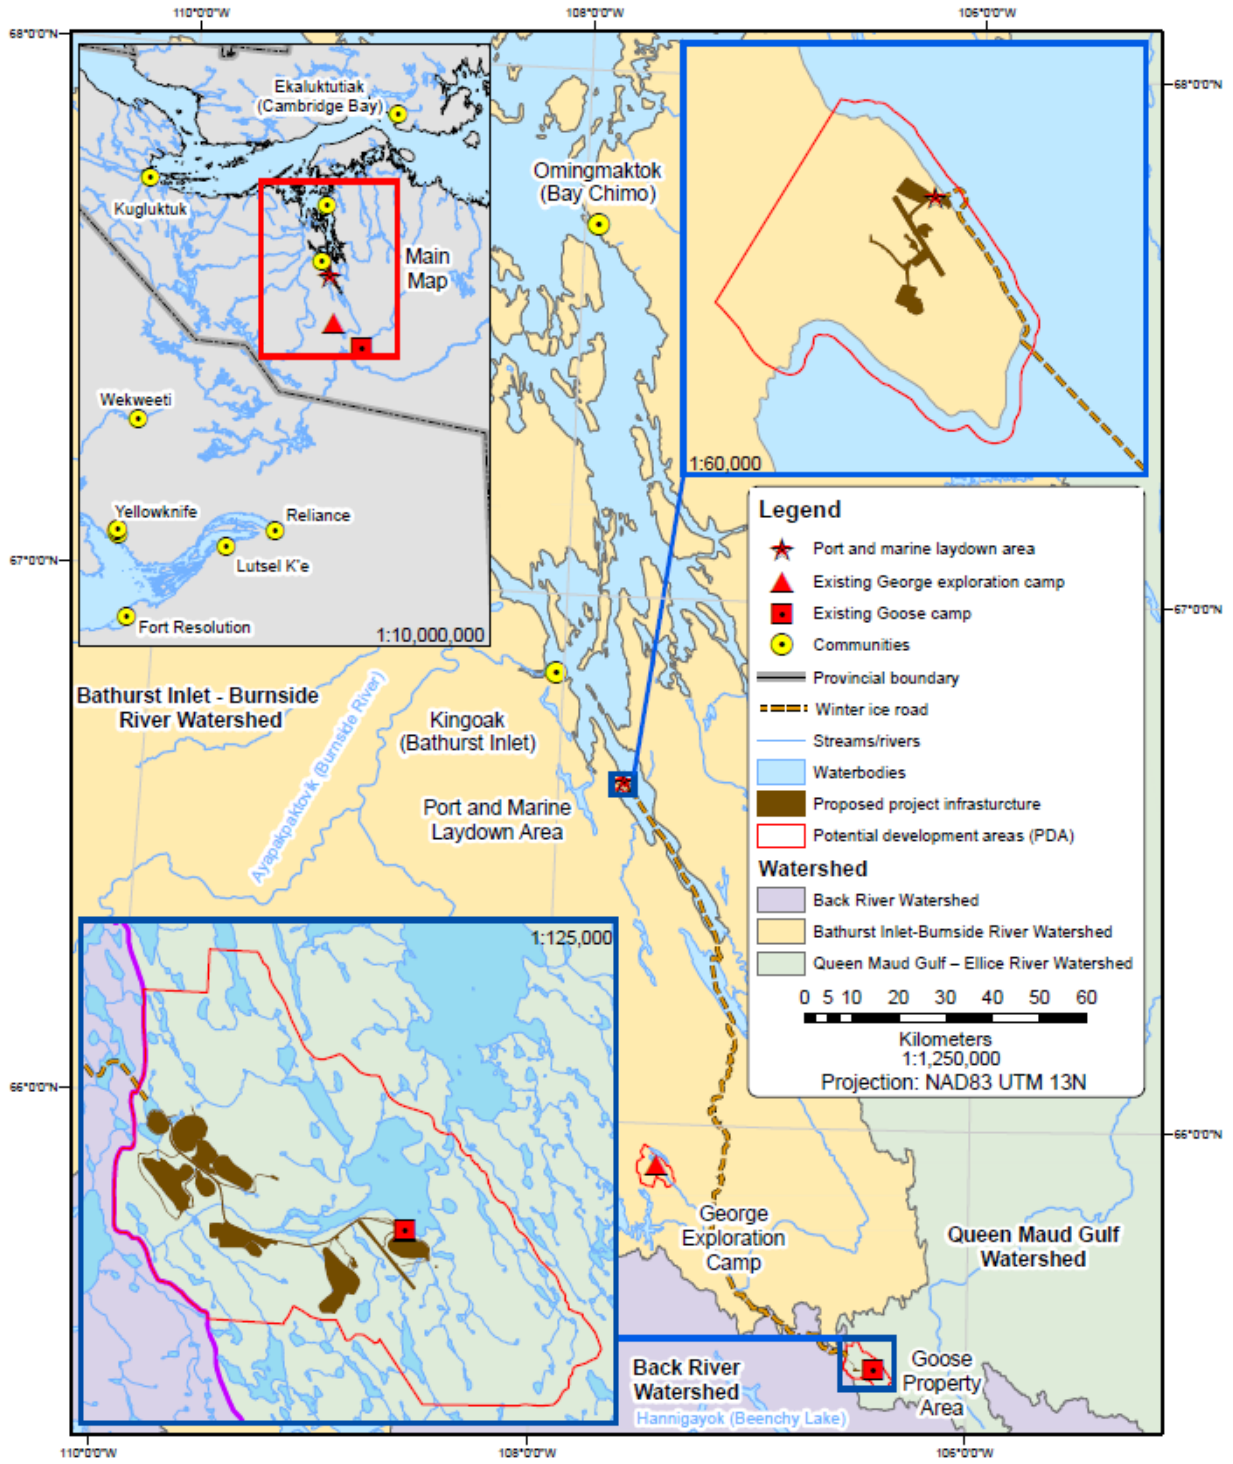 110°0'0"W
108°0'0"W
106°0'0"W
68°0'0"N
68°0'0"N
Ekaluktutiak
(Cambridge Bay)
Kugluktuk
Main
Map
Wekweeti
Yellowknife
Reliance
Lutsel K'e
Fort Resolution
1:10,000,000
Omingmaktok
(Bay Chimo)
1:60,000
67°0'0"N
67°0'0"N
Legend
Port and marine laydown area
Existing George exploration camp
Existing Goose camp
Communities
Provincial boundary
Winter ice road
Streams/rivers
Waterbodies
Proposed project infrasturcture
Potential development areas (PDA)
Watershed
Back River Watershed
Bathurst Inlet-Burnside River Watershed
Queen Maud Gulf – Ellice River Watershed
0 5 10 20 30 40 50 60
Kilometers
1:1,250,000
Projection: NAD83 UTM 13N
Bathurst Inlet - Burnside
River Watershed
Ayapakpaktovik (Burnside River)
Kingoak
(Bathurst Inlet)
Port and Marine
Laydown Area
1:125,000
66°0'0"N
66°0'0"N
George
Exploration
Camp
Queen Maud Gulf
Watershed
Back River
Watershed
Hannigayok (Beenchy Lake)
Goose
Property
Area
110°0'0"W
108°0'0"W
106°0'0"W